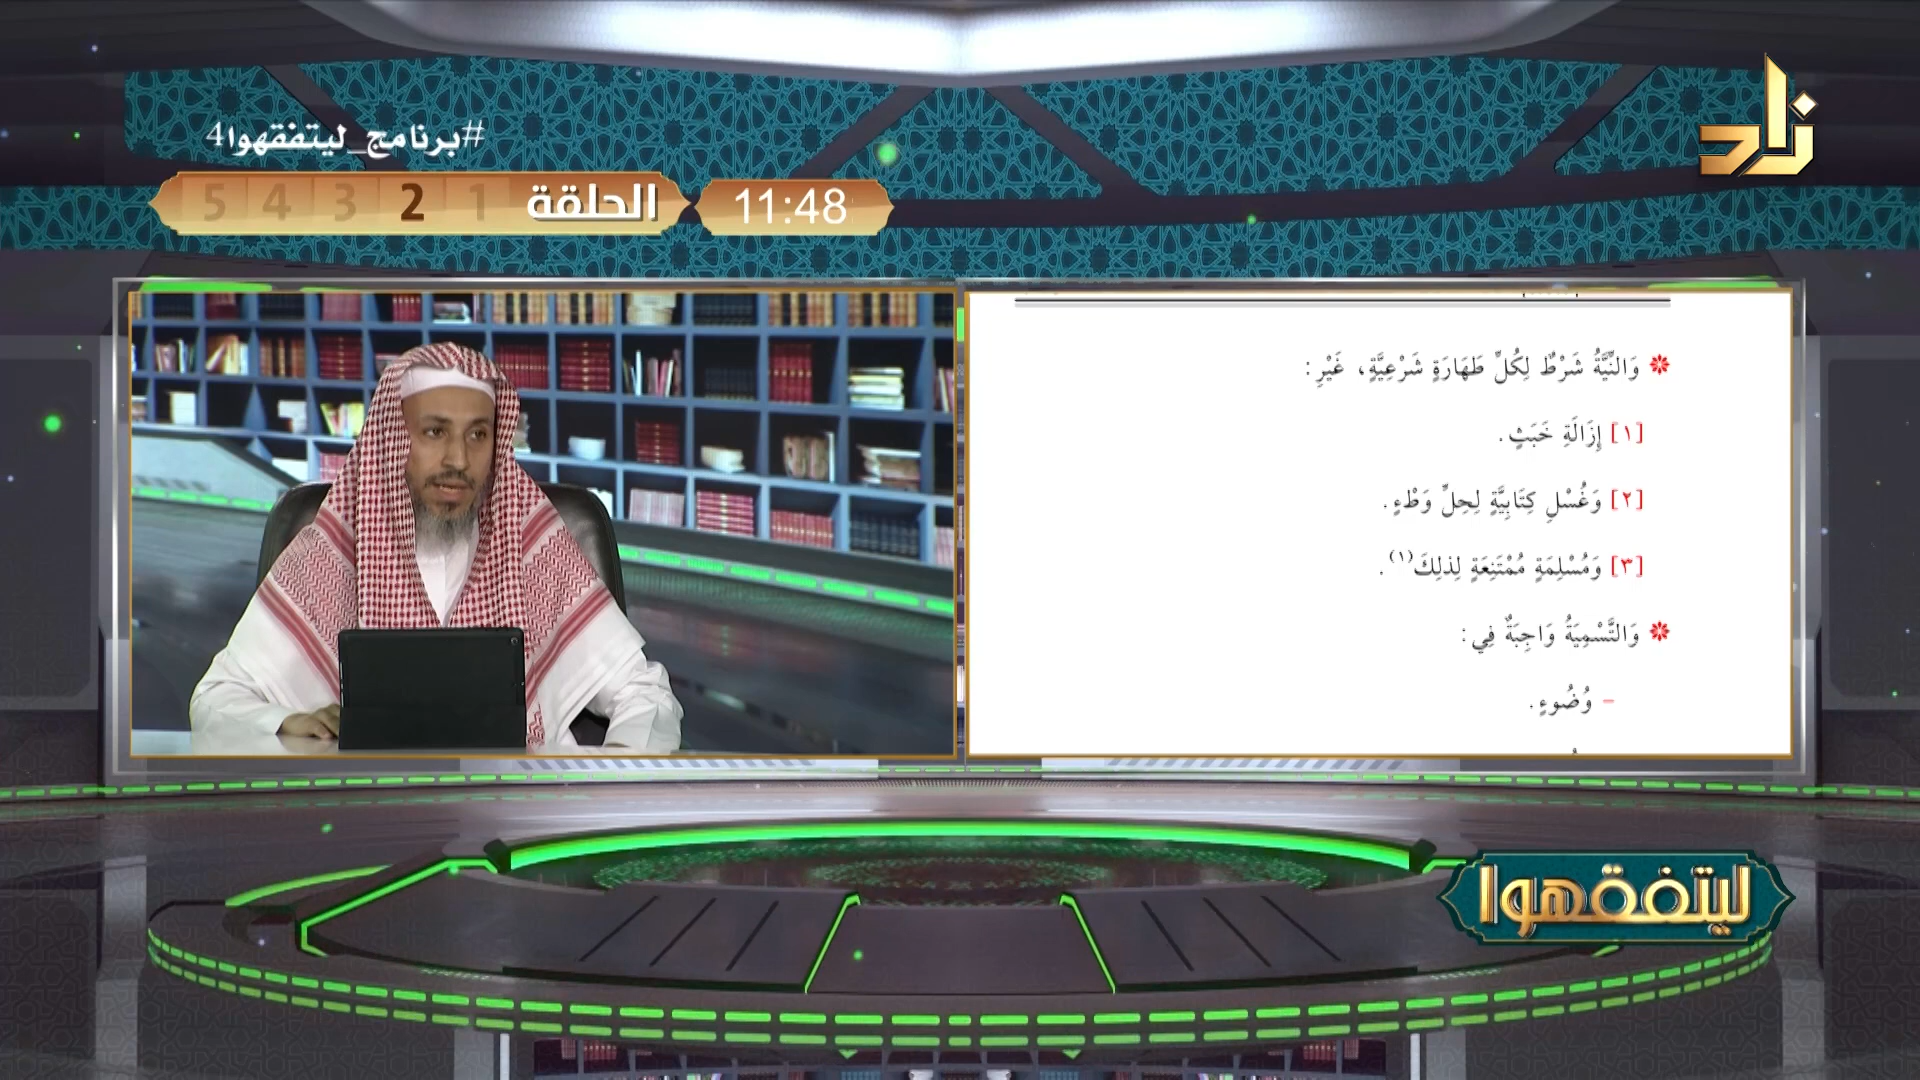 زاد
#برنامج_ليتفقهوا4
الحلقة 1 2 3 4 5
11:48
وَالنِّيَّةُ شَرْطٌ لِكُلِّ طَهَارَةٍ شَرْعِيَّةٍ، غَيْرِ:
[١] إِزَالَةِ خَبَثٍ.
[٢] وَغُسْلِ كِتَابِيَّةٍ لِحِلِّ وَطْءٍ.
[٣] وَمُسْلِمَةٍ مُمْتَنِعَةٍ لِذلِكَ(١).
وَالتَّسْمِيَةُ وَاجِبَةٌ فِي:
- وُضُوءٍ.
ليتفقهوا